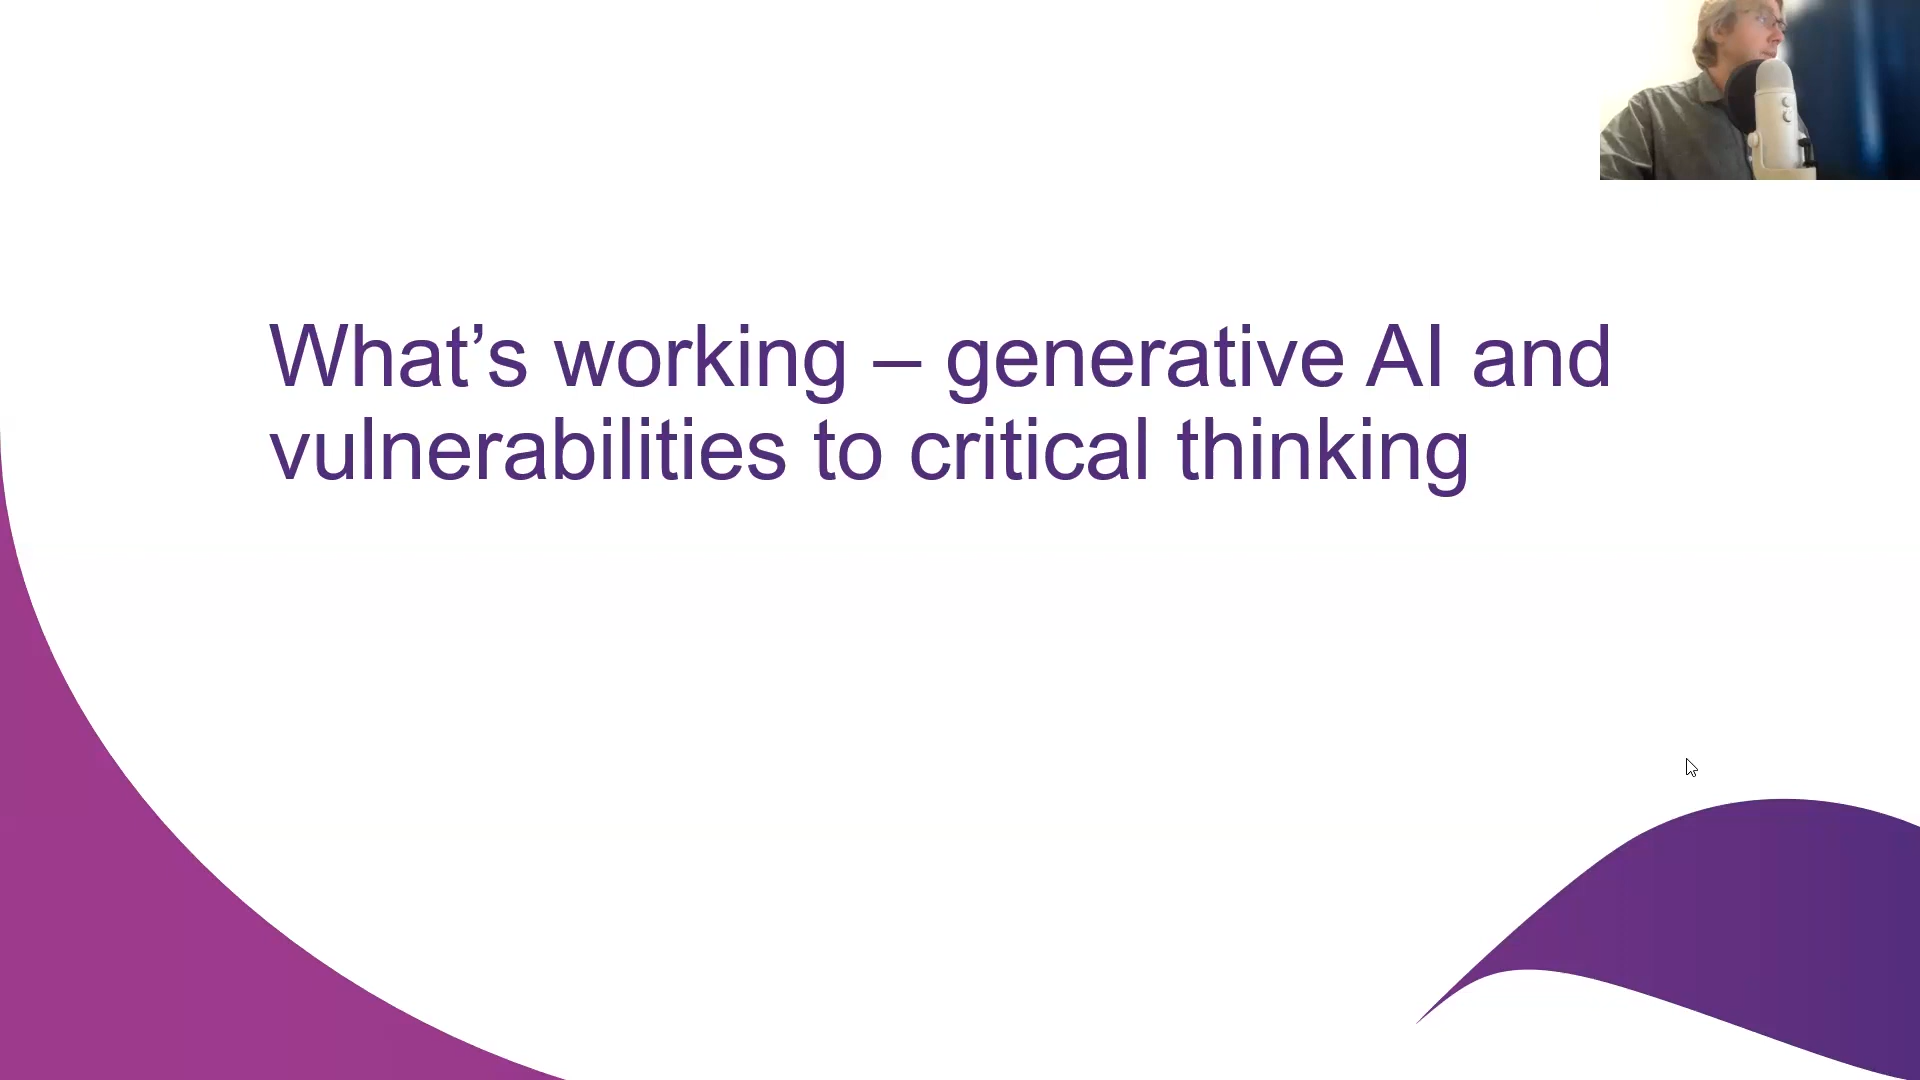 What’s working – generative AI and
vulnerabilities to critical thinking